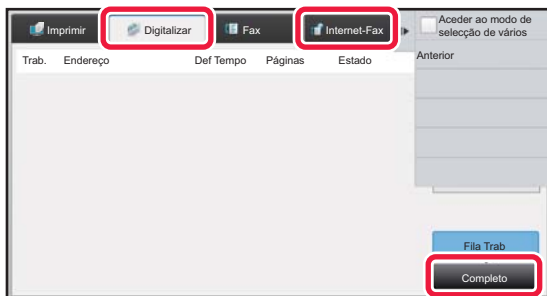 Imprimir Digitalizar Fax Internet-Fax
Aceder ao modo de
selecção de vários
Trab. Endereço Def Tempo Páginas Estado
Anterior
Fila Trab
Completo